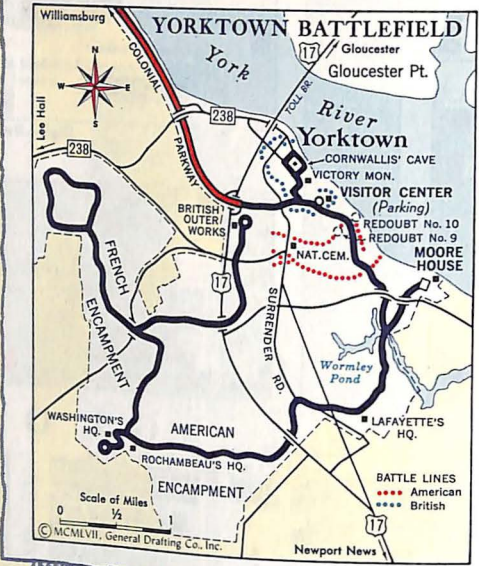 Williamsburg
YORKTOWN BATTLEFIELD
York
17
Gloucester
Gloucester Pt.
N
W
E
S
COLONIAL
PARKWAY
TOLL BR.
River
Lee Hall
238
238
Yorktown
CORNWALLIS' CAVE
VICTORY MON.
VISITOR CENTER
(Parking)
BRITISH
OUTER
WORKS
REDOUBT No. 10
REDOUBT No. 9
NAT. CEM.
MOORE
HOUSE
FRENCH
ENCAMPMENT
17
SURRENDER
RD.
Wormley
Pond
WASHINGTON'S
HQ.
AMERICAN
LAFAYETTE'S
HQ.
ROCHAMBEAU'S HQ.
ENCAMPMENT
BATTLE LINES
American
British
Scale of Miles
0 ½
17
© MCMLVII, General Drafting Co., Inc.
Newport News